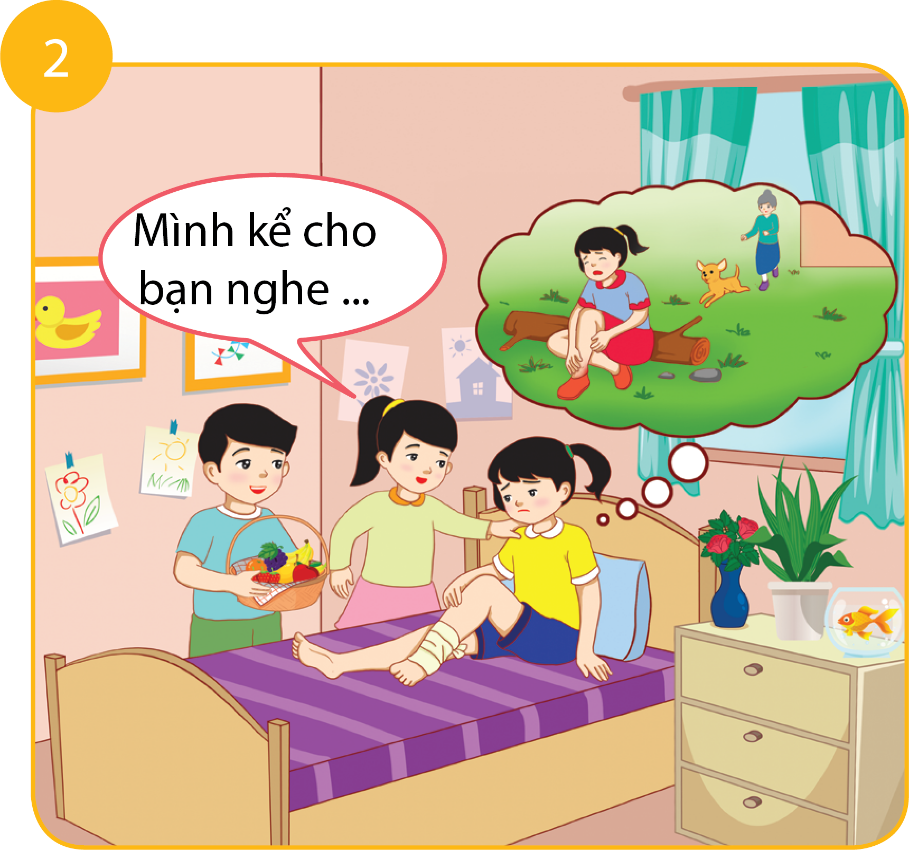 2
Mình kể cho
bạn nghe ...